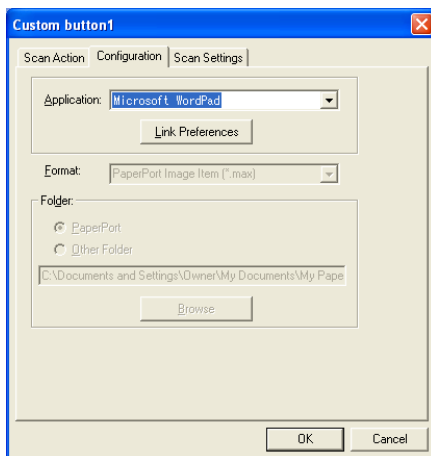 Custom button1
Scan Action Configuration Scan Settings
Application: Microsoft WordPad
Link Preferences
Format: PaperPort Image Item (*.max)
Folder:
PaperPort
Other Folder
C:\Documents and Settings\Owner\My Documents\My Pape
Browse
OK Cancel